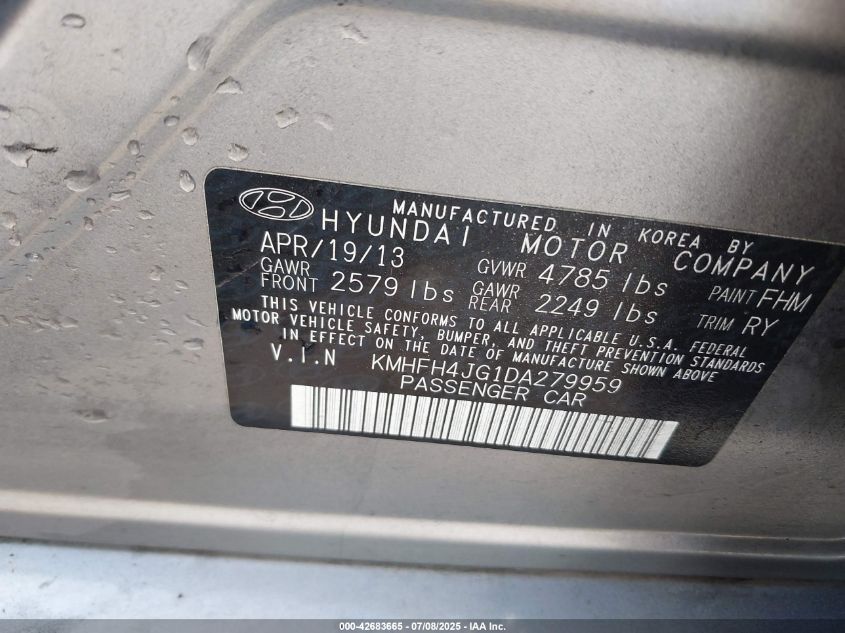 MANUFACTURED IN KOREA BY
HYUNDAI MOTOR COMPANY
APR/19/13 GVWR 4785 lbs PAINT FHM
GAWR FRONT 2579 lbs GAWR REAR 2249 lbs TRIM RY
THIS VEHICLE CONFORMS TO ALL APPLICABLE U.S.A. FEDERAL
MOTOR VEHICLE SAFETY, BUMPER, AND THEFT PREVENTION STANDARDS
IN EFFECT ON THE DATE OF MANUFACTURE SHOWN ABOVE
V.I.N KMHFH4JG1DA279959
PASSENGER CAR
000-42683665 - 07/08/2025 - IAA Inc.